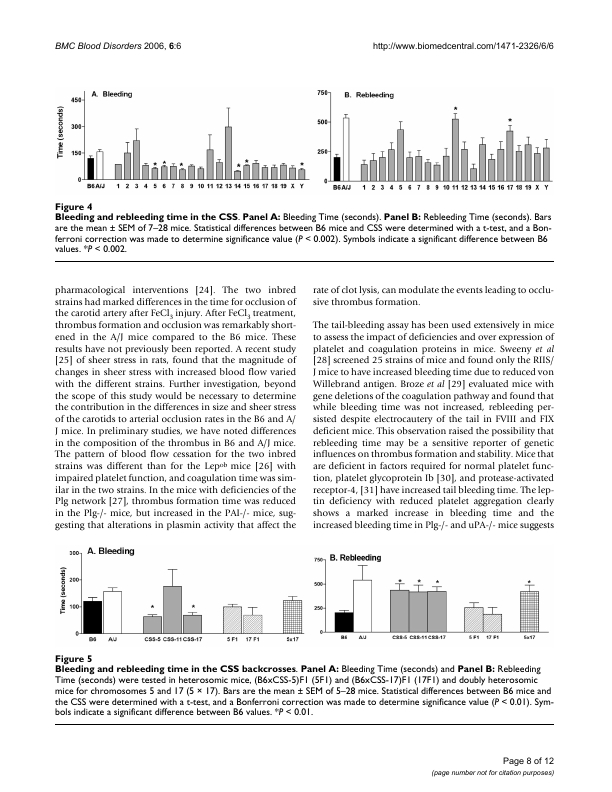 BMC Blood Disorders 2006, 6:6
http://www.biomedcentral.com/1471-2326/6/6
A. Bleeding
Time (seconds)
450
300
150
0
B6 A/J 1 2 3 4 5 6 7 8 9 10 11 12 13 14 15 16 17 18 19 X Y
* * * * * *
B. Rebleeding
750
500
250
0
B6 A/J 1 2 3 4 5 6 7 8 9 10 11 12 13 14 15 16 17 18 19 X Y
* *
Figure 4
Bleeding and rebleeding time in the CSS. Panel A: Bleeding Time (seconds). Panel B: Rebleeding Time (seconds). Bars
are the mean ± SEM of 7–28 mice. Statistical differences between B6 mice and CSS were determined with a t-test, and a Bon-
ferroni correction was made to determine significance value (P < 0.002). Symbols indicate a significant difference between B6
values. *P < 0.002.
pharmacological interventions [24]. The two inbred
strains had marked differences in the time for occlusion of
the carotid artery after FeCl3 injury. After FeCl3 treatment,
thrombus formation and occlusion was remarkably short-
ened in the A/J mice compared to the B6 mice. These
results have not previously been reported. A recent study
[25] of sheer stress in rats, found that the magnitude of
changes in sheer stress with increased blood flow varied
with the different strains. Further investigation, beyond
the scope of this study would be necessary to determine
the contribution in the differences in size and sheer stress
of the carotids to arterial occlusion rates in the B6 and A/
J mice. In preliminary studies, we have noted differences
in the composition of the thrombus in B6 and A/J mice.
The pattern of blood flow cessation for the two inbred
strains was different than for the Lepob mice [26] with
impaired platelet function, and coagulation time was sim-
ilar in the two strains. In the mice with deficiencies of the
Plg network [27], thrombus formation time was reduced
in the Plg-/- mice, but increased in the PAI-/- mice, sug-
gesting that alterations in plasmin activity that affect the
rate of clot lysis, can modulate the events leading to occlu-
sive thrombus formation.
The tail-bleeding assay has been used extensively in mice
to assess the impact of deficiencies and over expression of
platelet and coagulation proteins in mice. Sweeny et al
[28] screened 25 strains of mice and found only the RIIS/
J mice to have increased bleeding time due to reduced von
Willebrand antigen. Broze et al [29] evaluated mice with
gene deletions of the coagulation pathway and found that
while bleeding time was not increased, rebleeding per-
sisted despite electrocautery of the tail in FVIII and FIX
deficient mice. This observation raised the possibility that
rebleeding time may be a sensitive reporter of genetic
influences on thrombus formation and stability. Mice that
are deficient in factors required for normal platelet func-
tion, platelet glycoprotein Ib [30], and protease-activated
receptor-4, [31] have increased tail bleeding time. The lep-
tin deficiency with reduced platelet aggregation clearly
shows a marked increase in bleeding time and the
increased bleeding time in Plg-/- and uPA-/- mice suggests
A. Bleeding
Time (seconds)
300
200
100
0
B6 A/J CSS-5 CSS-11 CSS-17 5 F1 17 F1 5x17
* *
B. Rebleeding
750
500
250
0
B6 A/J CSS-5 CSS-11 CSS-17 5 F1 17 F1 5x17
* * * *
Figure 5
Bleeding and rebleeding time in the CSS backcrosses. Panel A: Bleeding Time (seconds) and Panel B: Rebleeding
Time (seconds) were tested in heterosomic mice, (B6xCSS-5)F1 (5F1) and (B6xCSS-17)F1 (17F1) and doubly heterosomic
mice for chromosomes 5 and 17 (5 × 17). Bars are the mean ± SEM of 5–28 mice. Statistical differences between B6 mice and
the CSS were determined with a t-test, and a Bonferroni correction was made to determine significance value (P < 0.01). Sym-
bols indicate a significant difference between B6 values. *P < 0.01.
Page 8 of 12
(page number not for citation purposes)